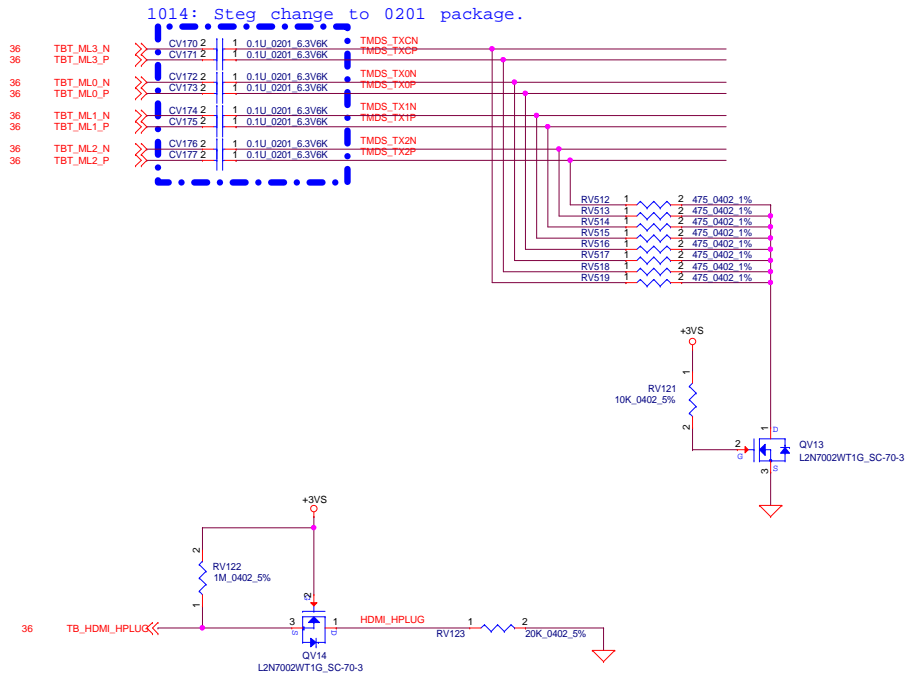 1014: Steg change to 0201 package.
36 TBT_ML3_N CV170 2 1 0.1U_0201_6.3V6K TMDS_TXCN
36 TBT_ML3_P CV171 2 1 0.1U_0201_6.3V6K TMDS_TXCP
36 TBT_ML0_N CV172 2 1 0.1U_0201_6.3V6K TMDS_TX0N
36 TBT_ML0_P CV173 2 1 0.1U_0201_6.3V6K TMDS_TX0P
36 TBT_ML1_N CV174 2 1 0.1U_0201_6.3V6K TMDS_TX1N
36 TBT_ML1_P CV175 2 1 0.1U_0201_6.3V6K TMDS_TX1P
36 TBT_ML2_N CV176 2 1 0.1U_0201_6.3V6K TMDS_TX2N
36 TBT_ML2_P CV177 2 1 0.1U_0201_6.3V6K TMDS_TX2P
RV512 1 2 475_0402_1%
RV513 1 2 475_0402_1%
RV514 1 2 475_0402_1%
RV515 1 2 475_0402_1%
RV516 1 2 475_0402_1%
RV517 1 2 475_0402_1%
RV518 1 2 475_0402_1%
RV519 1 2 475_0402_1%
+3VS
1
RV121
10K_0402_5%
2
1 D
2 G
QV13
L2N7002WT1G_SC-70-3
3 S
+3VS
2
RV122
1M_0402_5%
1
2 G
36 TB_HDMI_HPLUG 3 S 1 D HDMI_HPLUG RV123 1 2 20K_0402_5%
QV14
L2N7002WT1G_SC-70-3